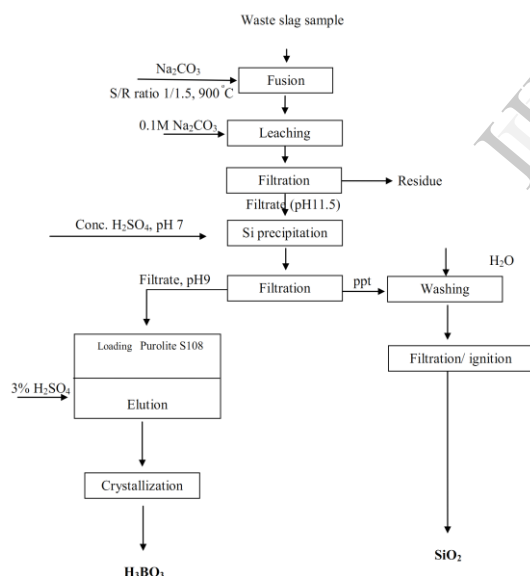 Waste slag sample
Na₂CO₃
S/R ratio 1/1.5, 900°C
Fusion
0.1M Na₂CO₃
Leaching
Filtration
Residue
Filtrate (pH11.5)
Conc. H₂SO₄, pH 7
Si precipitation
H₂O
Filtrate, pH9
Filtration
ppt
Washing
Loading Purolite S108
Filtration/ ignition
3% H₂SO₄
Elution
Crystallization
SiO₂
H₃BO₃